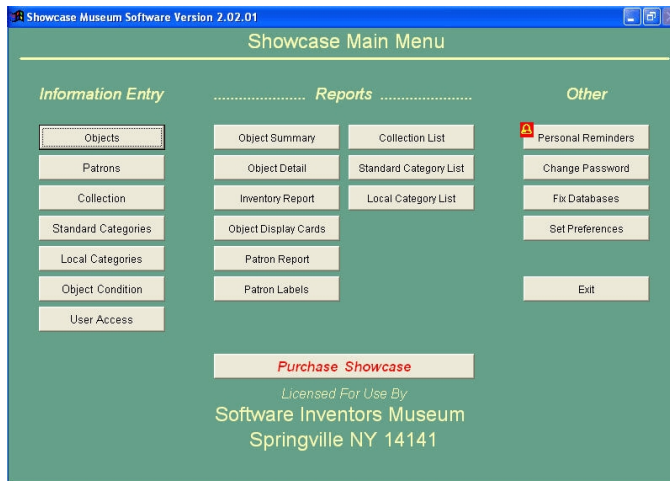 Showcase Museum Software Version 2.02.01
Showcase Main Menu
Information Entry
...................... Reports ......................
Other
Objects
Patrons
Collection
Standard Categories
Local Categories
Object Condition
User Access
Object Summary
Object Detail
Inventory Report
Object Display Cards
Patron Report
Patron Labels
Collection List
Standard Category List
Local Category List
Personal Reminders
Change Password
Fix Databases
Set Preferences
Exit
Purchase Showcase
Licensed For Use By
Software Inventors Museum
Springville NY 14141